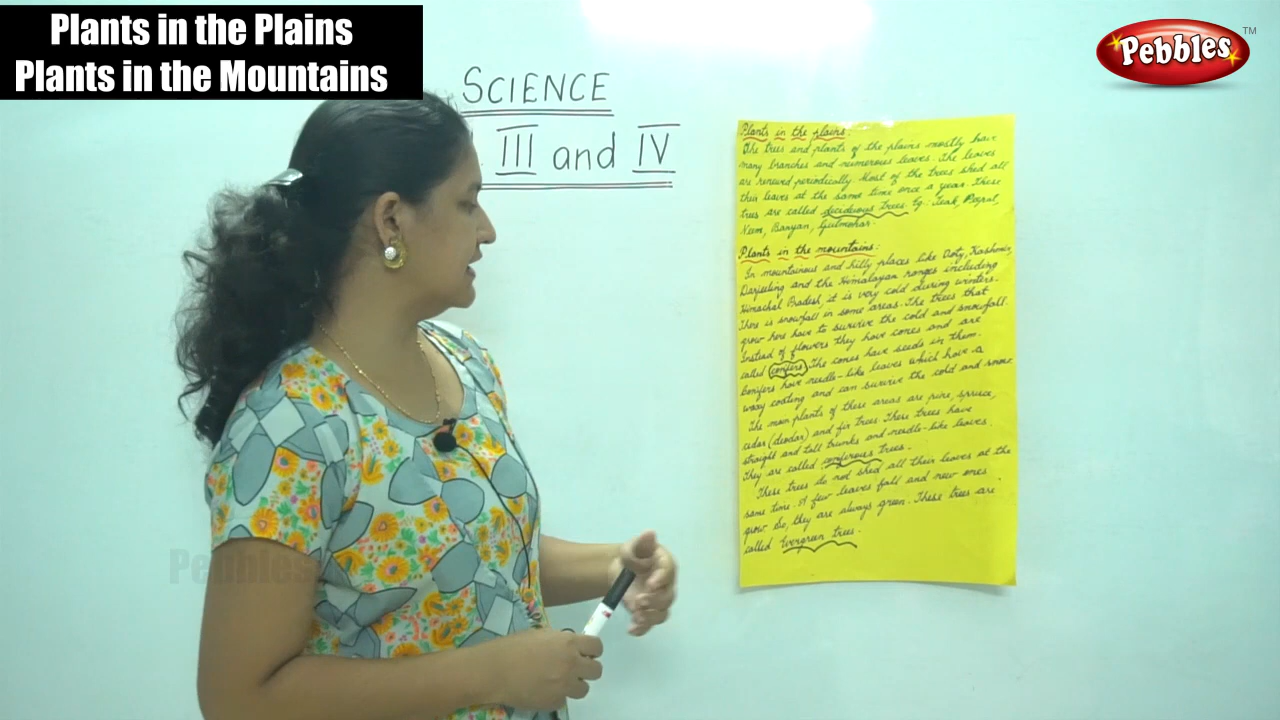 Plants in the Plains
Plants in the Mountains
Pebbles
TM
SCIENCE
III and IV
Plants in the plains:
The trees and plants of the plains mostly have
many branches and numerous leaves. The leaves
are renewed periodically. Most of the trees shed all
their leaves at the same time once a year. These
trees are called deciduous trees. Eg.: Teak, Pepal,
Neem, Banyan, Gulmohar.
Plants in the mountains:
In mountainous and hilly places like Ooty, Kashmir,
Darjeeling and the Himalayan ranges including
Himachal Pradesh, it is very cold during winters.
There is snowfall in some areas. The trees that
grow here have to survive the cold and snowfall.
Instead of flowers they have cones and are
called conifers. The cones have seeds in them.
Conifers have needle-like leaves which have a
waxy coating and can survive the cold and snow.
The main plants of these areas are pine, spruce,
cedar (deodar) and fir trees. These trees have
straight and tall trunks and needle-like leaves.
They are called coniferous trees.
These trees do not shed all their leaves at the
same time. A few leaves fall and new ones
grow. So, they are always green. These trees are
called Evergreen trees.
Pebbles